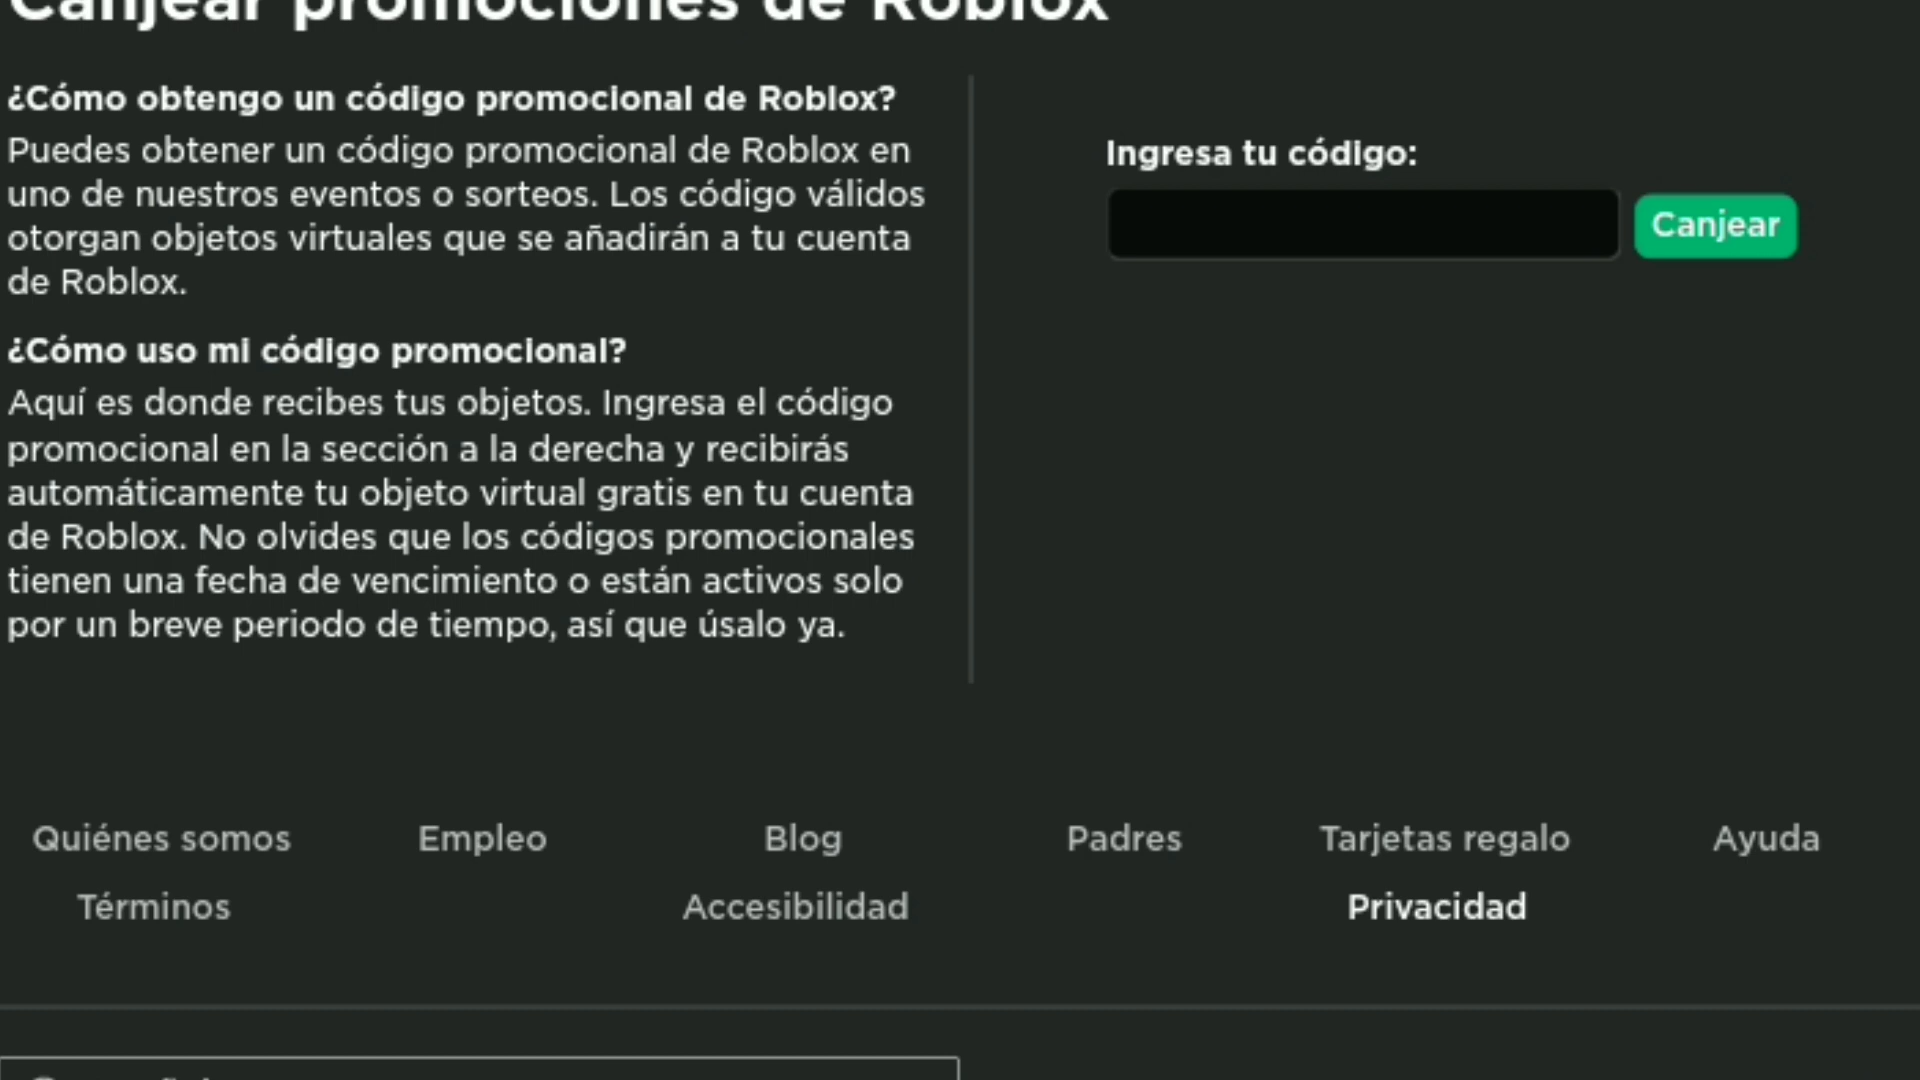 Canjear promociones de Roblox
¿Cómo obtengo un código promocional de Roblox?
Puedes obtener un código promocional de Roblox en
uno de nuestros eventos o sorteos. Los código válidos
otorgan objetos virtuales que se añadirán a tu cuenta
de Roblox.
¿Cómo uso mi código promocional?
Aquí es donde recibes tus objetos. Ingresa el código
promocional en la sección a la derecha y recibirás
automáticamente tu objeto virtual gratis en tu cuenta
de Roblox. No olvides que los códigos promocionales
tienen una fecha de vencimiento o están activos solo
por un breve periodo de tiempo, así que úsalo ya.
Ingresa tu código:
Canjear
Quiénes somos Empleo Blog Padres Tarjetas regalo Ayuda
Términos Accesibilidad Privacidad